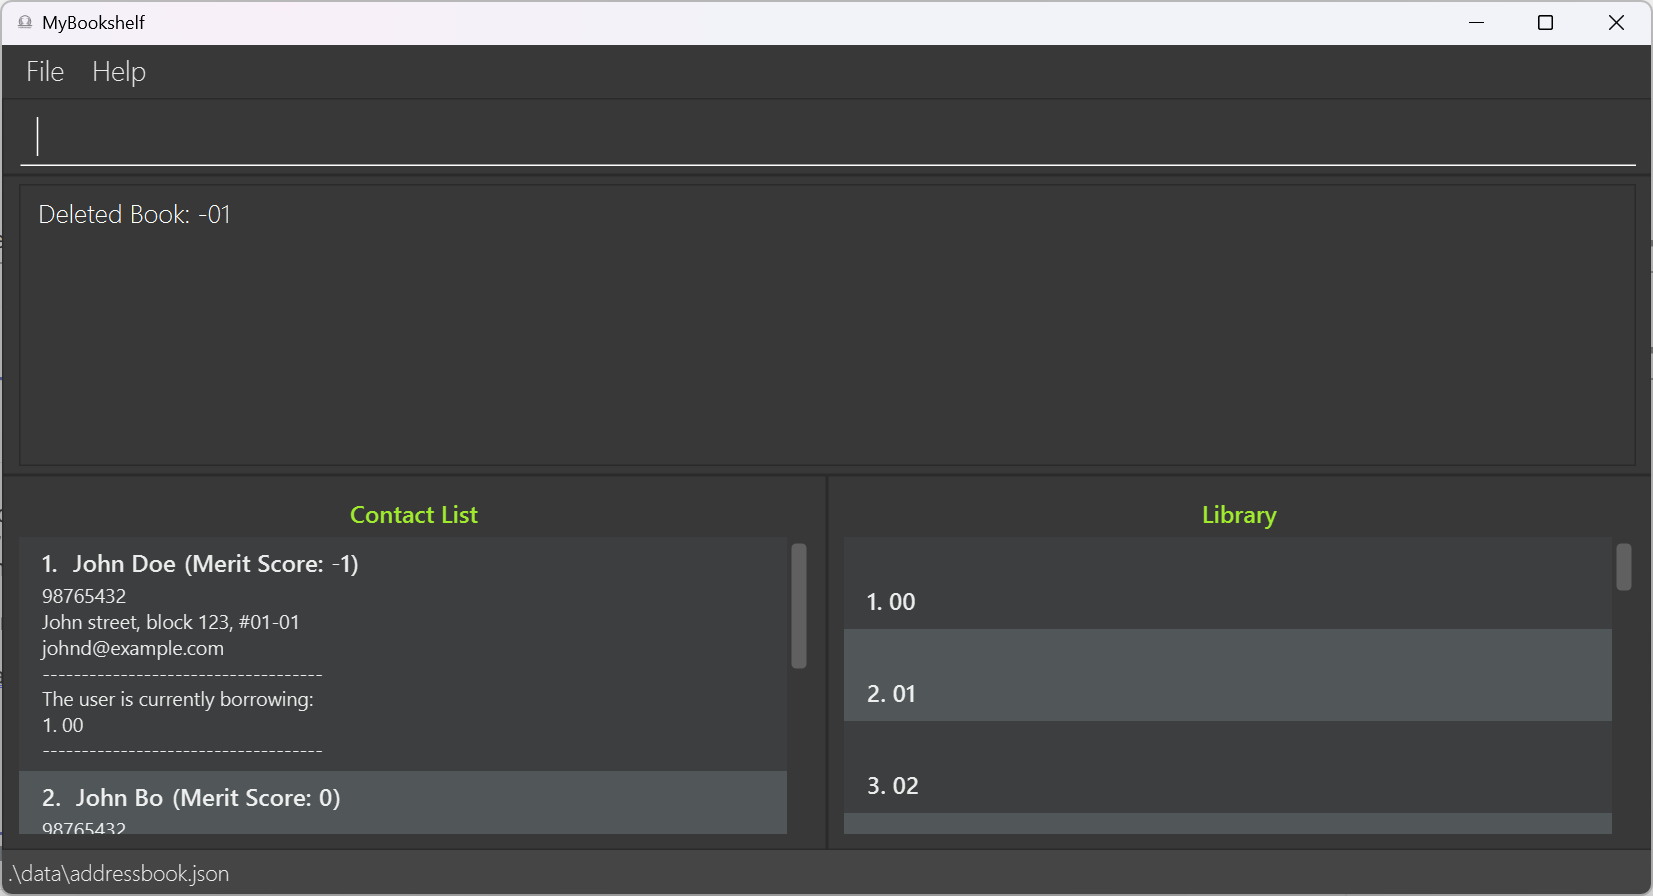 MyBookshelf
File Help
Deleted Book: -01
Contact List
1. John Doe (Merit Score: -1)
98765432
John street, block 123, #01-01
johnd@example.com
------------------------------------
The user is currently borrowing:
1. 00
------------------------------------
2. John Bo (Merit Score: 0)
98765432
Library
1. 00
2. 01
3. 02
.\data\addressbook.json